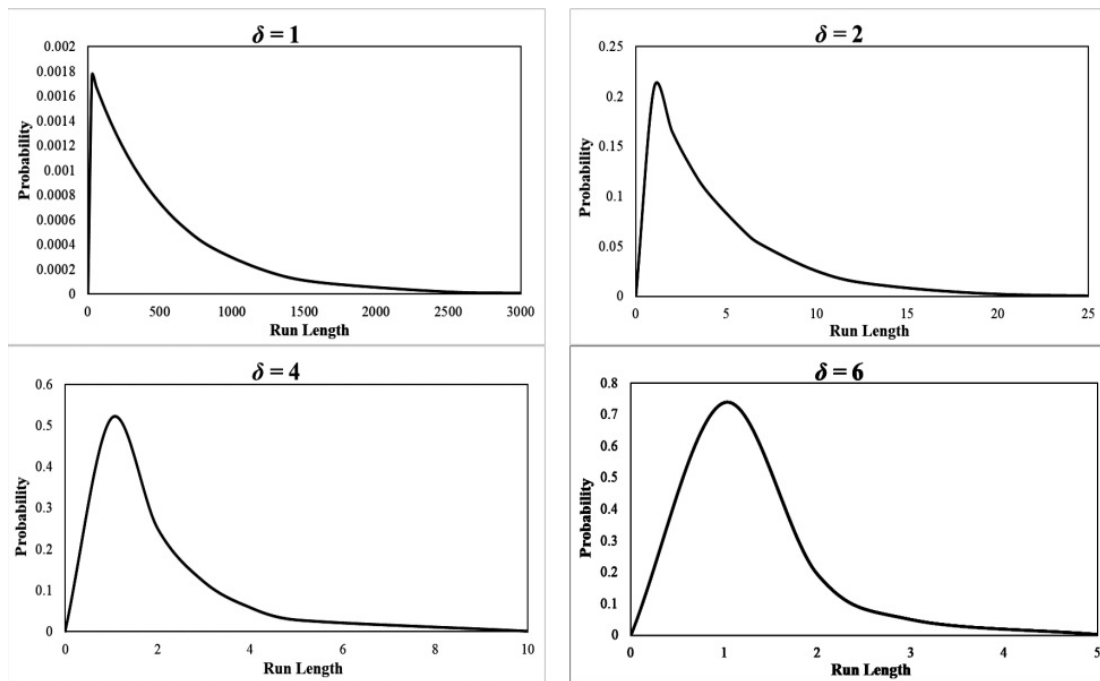 δ = 1
0.002
0.0018
0.0016
0.0014
0.0012
0.001
0.0008
0.0006
0.0004
0.0002
0
Probability
0 500 1000 1500 2000 2500 3000
Run Length
δ = 2
0.25
0.2
0.15
0.1
0.05
0
Probability
0 5 10 15 20 25
Run Length
δ = 4
0.6
0.5
0.4
0.3
0.2
0.1
0
Probability
0 2 4 6 8 10
Run Length
δ = 6
0.8
0.7
0.6
0.5
0.4
0.3
0.2
0.1
0
Probability
0 1 2 3 4 5
Run Length